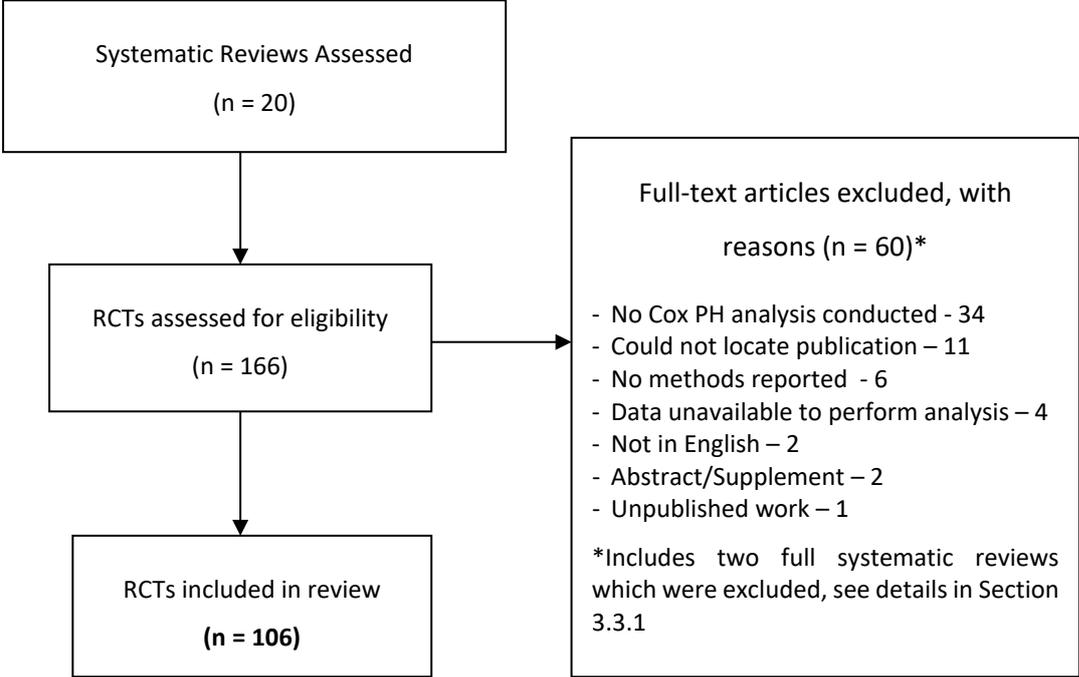 Systematic Reviews Assessed
(n = 20)
RCTs assessed for eligibility
(n = 166)
Full-text articles excluded, with
reasons (n = 60)*
- No Cox PH analysis conducted - 34
- Could not locate publication – 11
- No methods reported - 6
- Data unavailable to perform analysis – 4
- Not in English – 2
- Abstract/Supplement – 2
- Unpublished work – 1
*Includes two full systematic reviews
which were excluded, see details in Section
3.3.1
RCTs included in review
(n = 106)